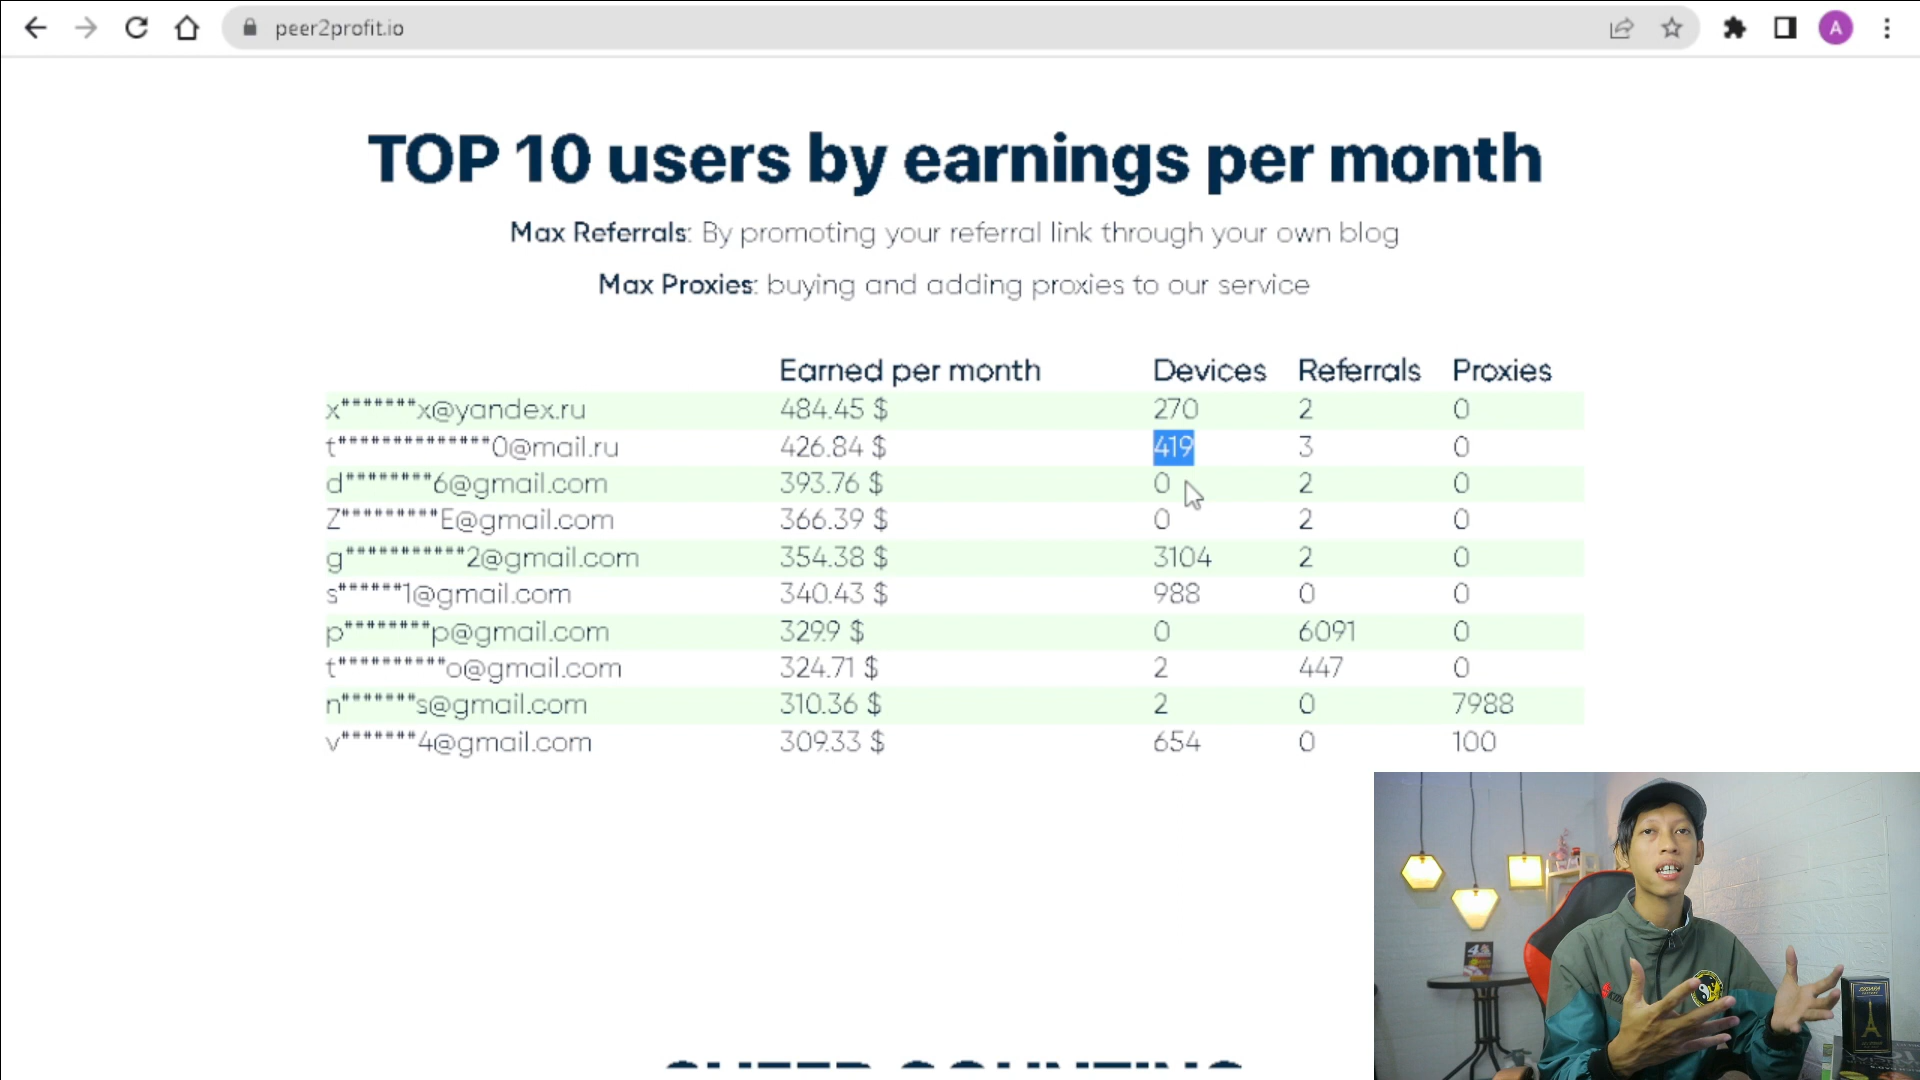 peer2profit.io
A
TOP 10 users by earnings per month
Max Referrals: By promoting your referral link through your own blog
Max Proxies: buying and adding proxies to our service
Earned per month Devices Referrals Proxies
x*******x@yandex.ru 484.45 $ 270 2 0
t**************0@mail.ru 426.84 $ 419 3 0
d********6@gmail.com 393.76 $ 0 2 0
Z*********E@gmail.com 366.39 $ 0 2 0
g***********2@gmail.com 354.38 $ 3104 2 0
s******1@gmail.com 340.43 $ 988 0 0
p********p@gmail.com 329.9 $ 0 6091 0
t**********o@gmail.com 324.71 $ 2 447 0
n*******s@gmail.com 310.36 $ 2 0 7988
v*******4@gmail.com 309.33 $ 654 0 100